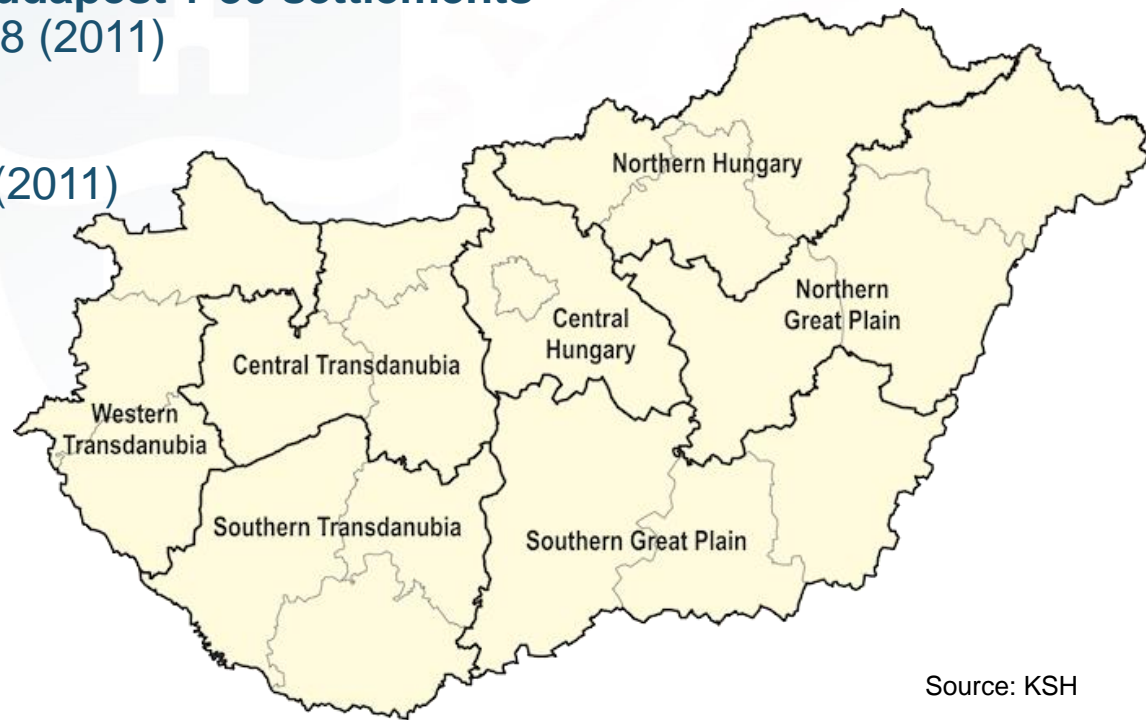 settlements
8 (2011)
(2011)
Northern Hungary
Northern
Great Plain
Central
Hungary
Central Transdanubia
Western
Transdanubia
Southern Transdanubia
Southern Great Plain
Source: KSH